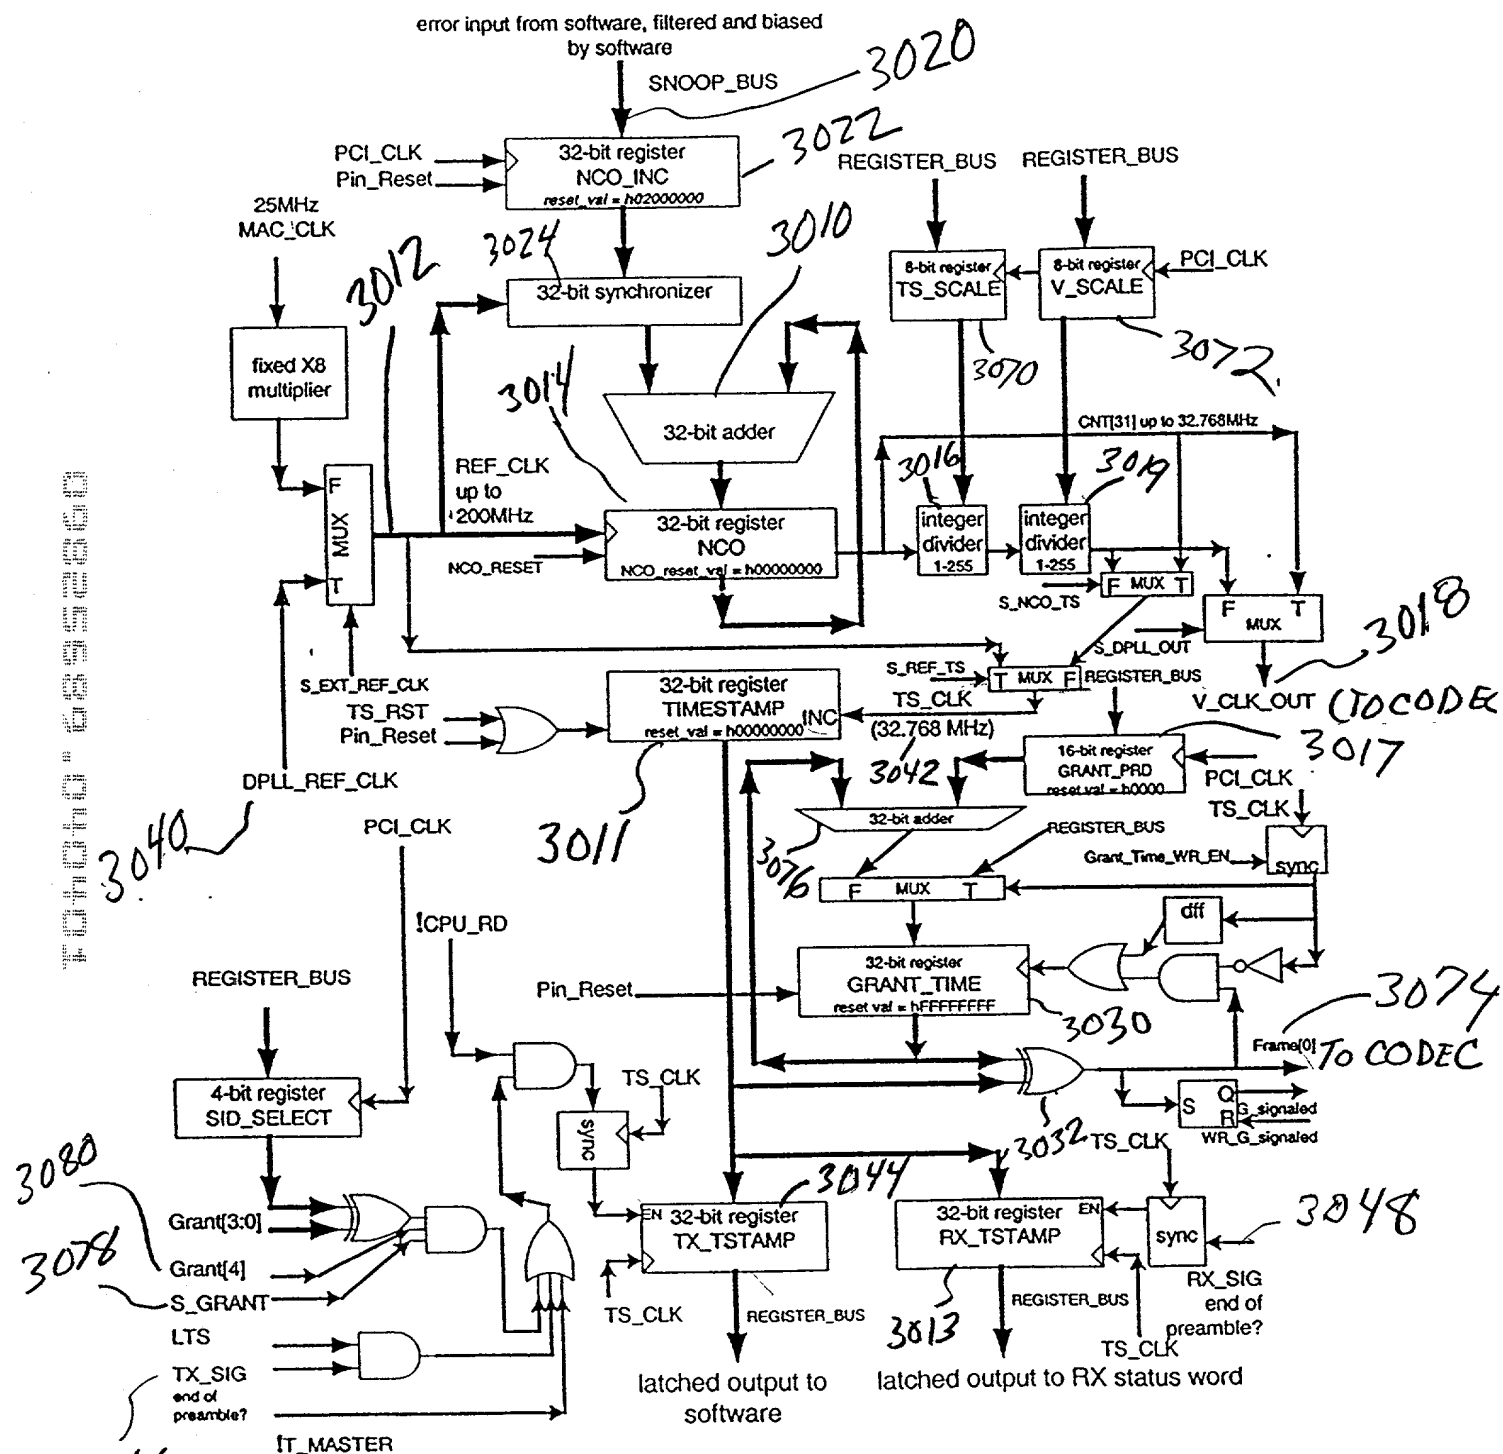 error input from software, filtered and biased
by software
SNOOP_BUS
3020
PCI_CLK
Pin_Reset
32-bit register
NCO_INC
reset_val = h02000000
3022
REGISTER_BUS
REGISTER_BUS
25MHz
MAC_CLK
3024
32-bit synchronizer
3010
8-bit register
TS_SCALE
8-bit register
V_SCALE
PCI_CLK
3012
fixed X8
multiplier
3014
3070
3072
32-bit adder
CNT[31] up to 32.768MHz
F
MUX
T
REF_CLK
up to
200MHz
3016
3019
32-bit register
NCO
NCO_reset_val = h00000000
NCO_RESET
integer
divider
1-255
integer
divider
1-255
S_NCO_TS
F MUX T
F T
MUX
S_DPLL_OUT
3018
S_EXT_REF_CLK
TS_RST
Pin_Reset
32-bit register
TIMESTAMP
reset_val = h00000000
INC
S_REF_TS
T MUX F
REGISTER_BUS
TS_CLK
(32.768 MHz)
V_CLK_OUT (TO CODEC
3042
16-bit register
GRANT_PRD
reset val = h0000
3017
PCI_CLK
DPLL_REF_CLK
3040
3011
PCI_CLK
32-bit adder
3076
REGISTER_BUS
TS_CLK
Grant_Time_WR_EN
sync
F MUX T
!CPU_RD
dff
REGISTER_BUS
Pin_Reset
32-bit register
GRANT_TIME
reset val = hFFFFFFFF
3030
3074
Frame[0] TO CODEC
4-bit register
SID_SELECT
TS_CLK
sync
S Q
R
G_signaled
WR_G_signaled
3032
TS_CLK
3080
Grant[3:0]
3044
EN
32-bit register
TX_TSTAMP
32-bit register
RX_TSTAMP
EN
sync
3048
3078
Grant[4]
S_GRANT
TS_CLK
REGISTER_BUS
3013
REGISTER_BUS
RX_SIG
end of
preamble?
TS_CLK
LTS
TX_SIG
end of
preamble?
latched output to
software
latched output to RX status word
!T_MASTER